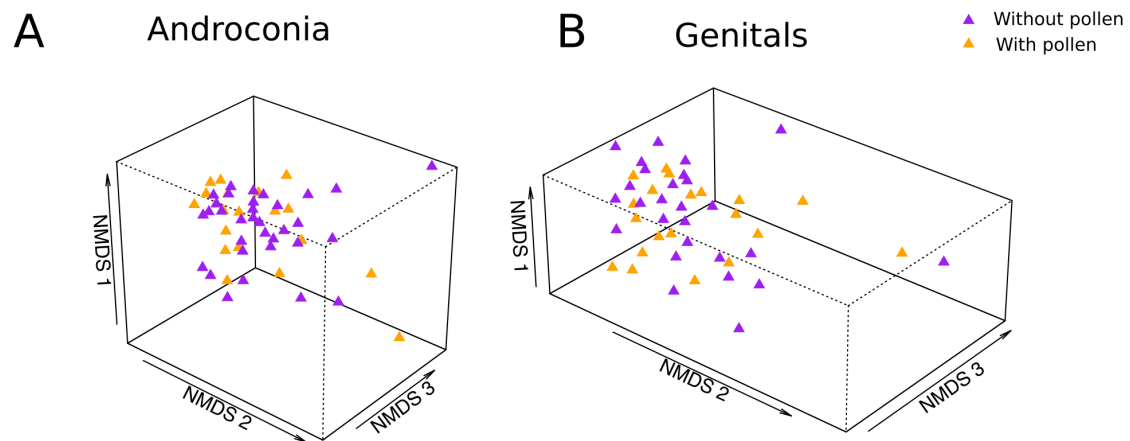 A
Androconia
B
Genitals
Without pollen
With pollen
NMDS 1
NMDS 2
NMDS 3
NMDS 1
NMDS 2
NMDS 3